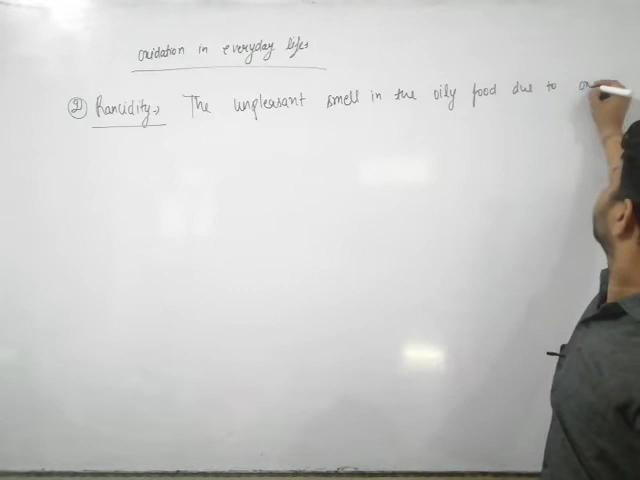 Oxidation in everyday life:
② Rancidity:- The unpleasant smell in the oily food due to